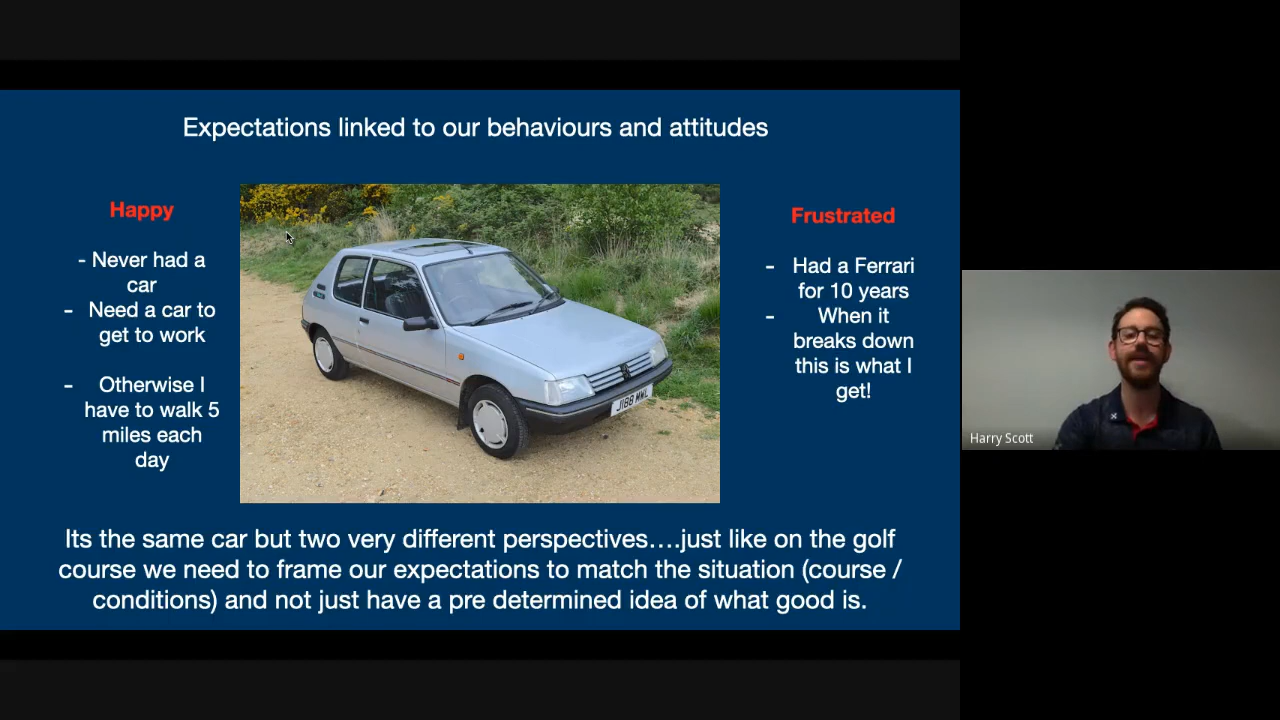 Expectations linked to our behaviours and attitudes
Happy
- Never had a
car
- Need a car to
get to work
- Otherwise I
have to walk 5
miles each
day
J188 MWL
Frustrated
- Had a Ferrari
for 10 years
- When it
breaks down
this is what I
get!
Its the same car but two very different perspectives....just like on the golf
course we need to frame our expectations to match the situation (course /
conditions) and not just have a pre determined idea of what good is.
Harry Scott